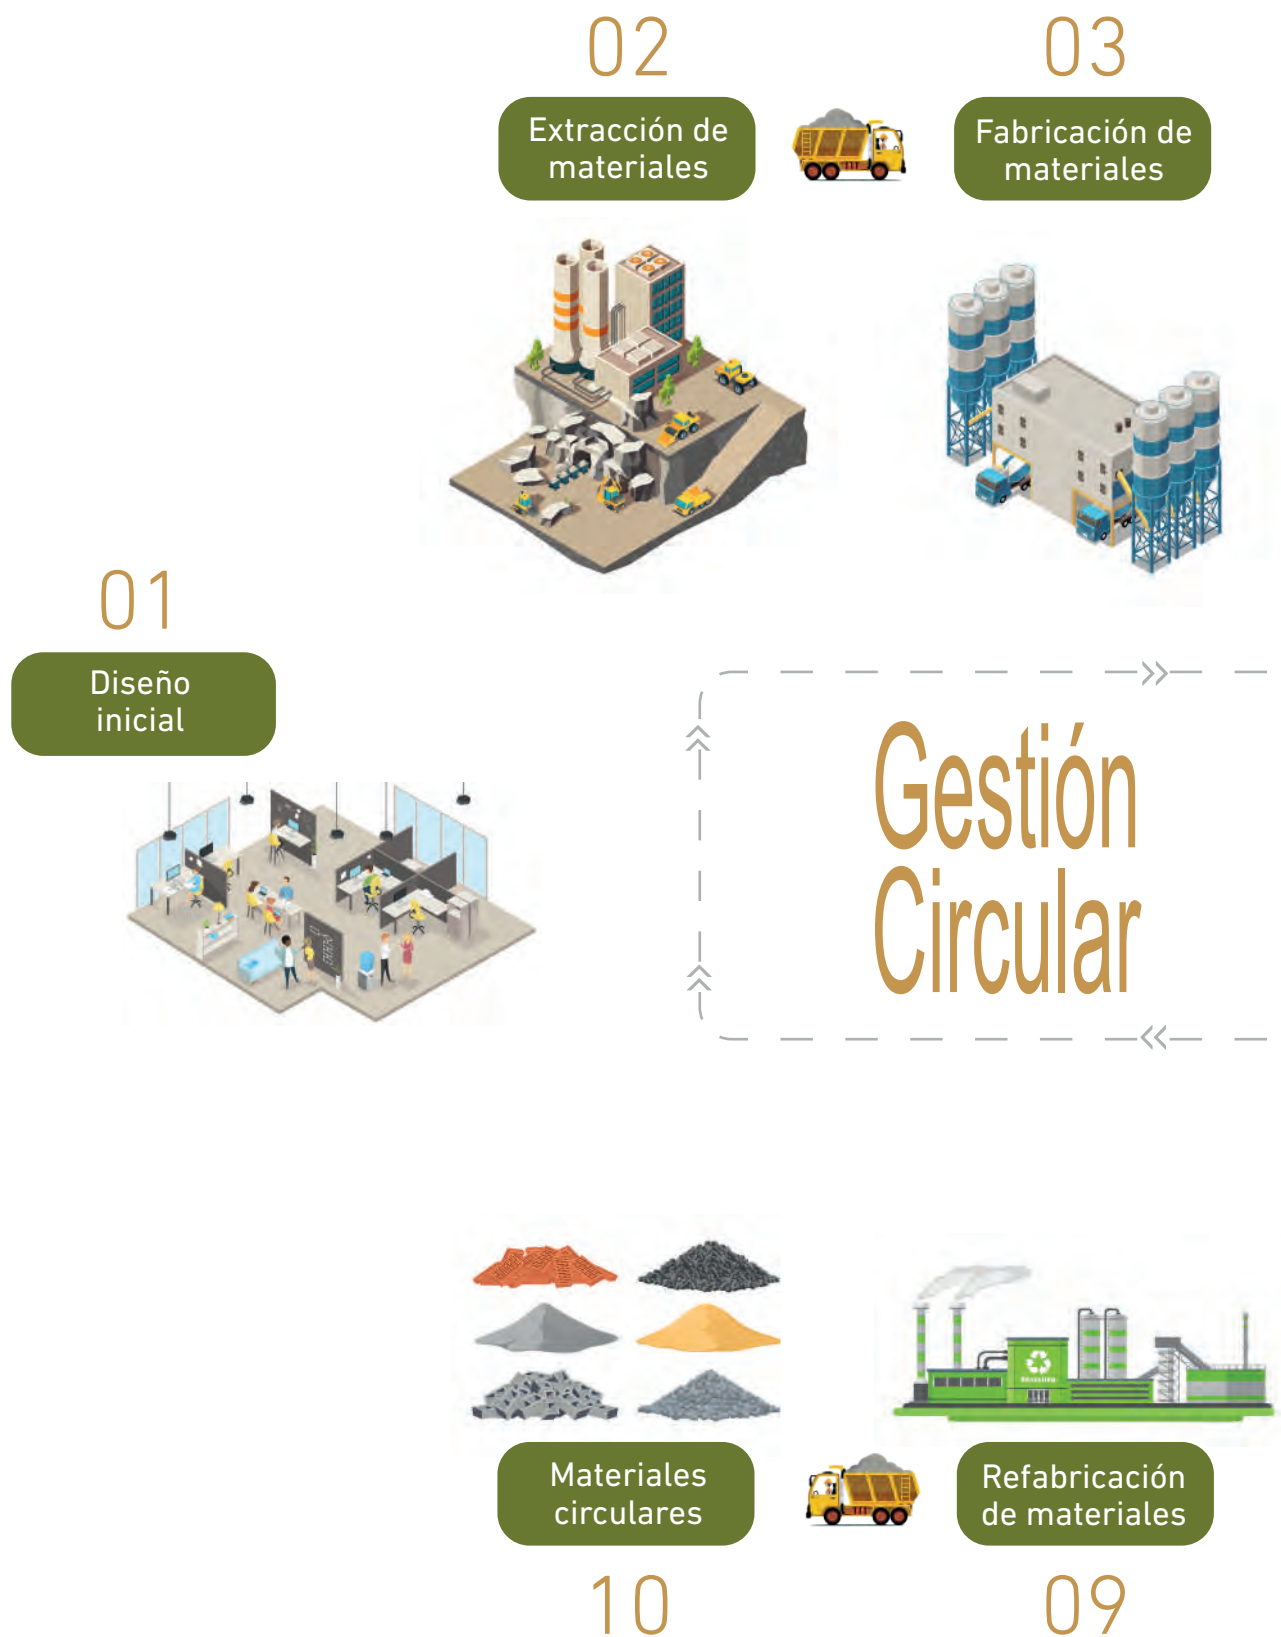 02
03
Extracción de
materiales
Fabricación de
materiales
01
Diseño
inicial
Gestión
Circular
Materiales
circulares
Refabricación
de materiales
10
09